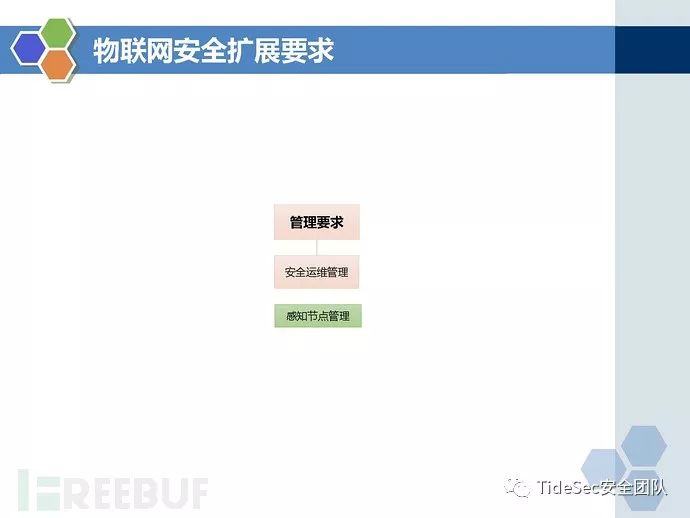 物联网安全扩展要求
管理要求
安全运维管理
感知节点管理
FREEBUF
TideSec安全团队